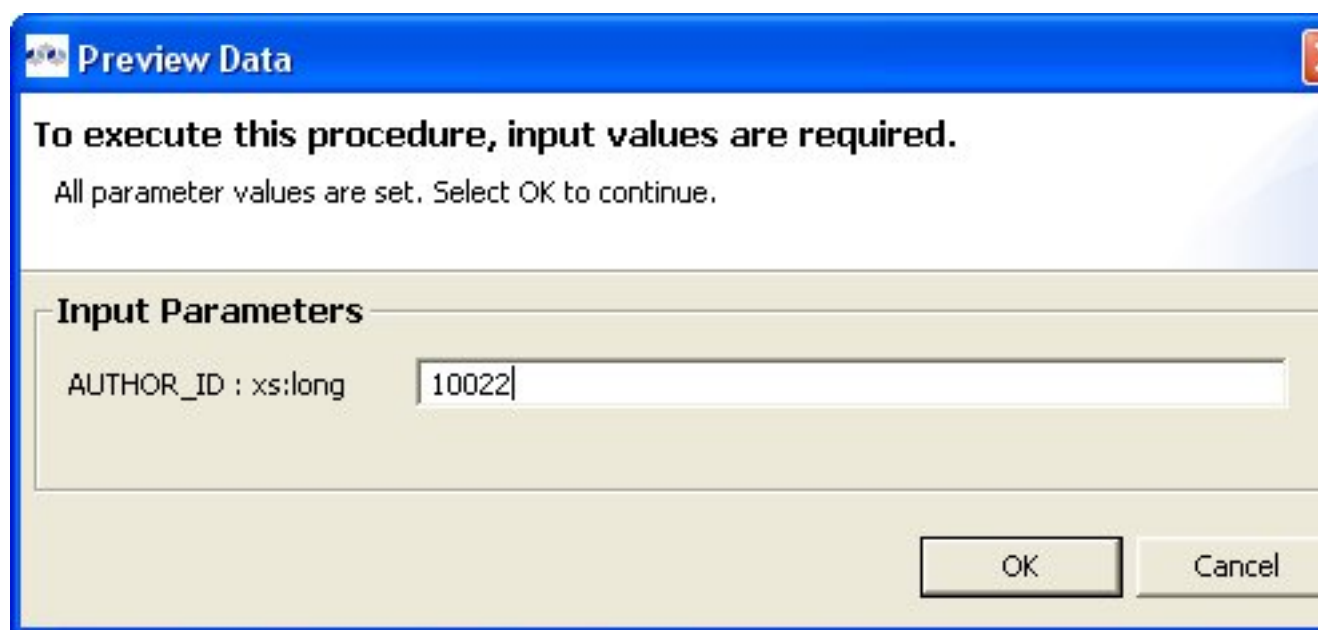 Preview Data
To execute this procedure, input values are required.
All parameter values are set. Select OK to continue.
Input Parameters
AUTHOR_ID : xs:long 10022
OK Cancel